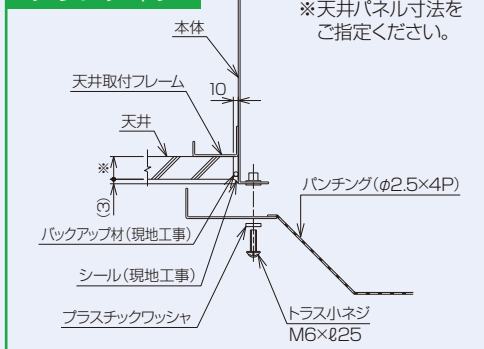 ※天井パネル寸法を
ご指定ください。
本体
天井取付フレーム
10
天井
※
(3)
パンチング(φ2.5×4P)
バックアップ材(現地工事)
シール(現地工事)
プラスチックワッシャ
トラス小ネジ
M6×ℓ25